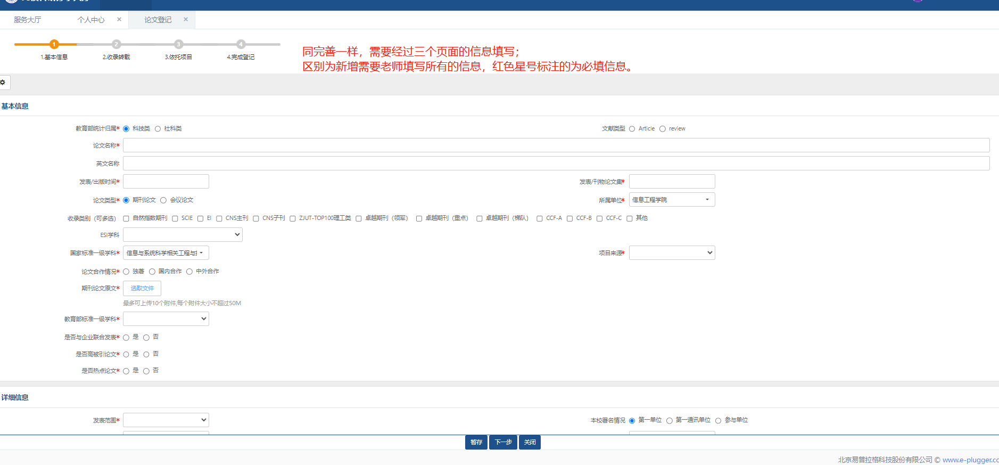 服务大厅 个人中心 × 论文登记 ×
1 2 3 4
1.基本信息 2.收录转载 3.依托项目 4.完成登记
同完善一样，需要经过三个页面的信息填写；
区别为新增需要老师填写所有的信息，红色星号标注的为必填信息。
基本信息
教育部统计归属* 科技类 社科类 文献类型 Article review
论文名称*
英文名称
发表/出版时间* 发表/刊物论文集*
论文类型* 期刊论文 会议论文 所属单位* 信息工程学院
收录类别（可多选） 自然指数期刊 SCIE EI CNS主刊 CNS子刊 ZJUT-TOP100理工类 卓越期刊（领军） 卓越期刊（重点） 卓越期刊（梯队） CCF-A CCF-B CCF-C 其他
ESI学科
国家标准一级学科* 信息与系统科学相关工程与 项目来源*
论文合作情况* 独著 国内合作 中外合作
期刊论文原文* 选取文件
最多可上传10个附件,每个附件大小不超过50M
教育部标准一级学科*
是否与企业联合发表* 是 否
是否高被引论文* 是 否
是否热点论文* 是 否
详细信息
发表范围* 本校署名情况 第一单位 第一通讯单位 参与单位
暂存 下一步 关闭
北京易普拉格科技股份有限公司 © www.e-plugger.cc